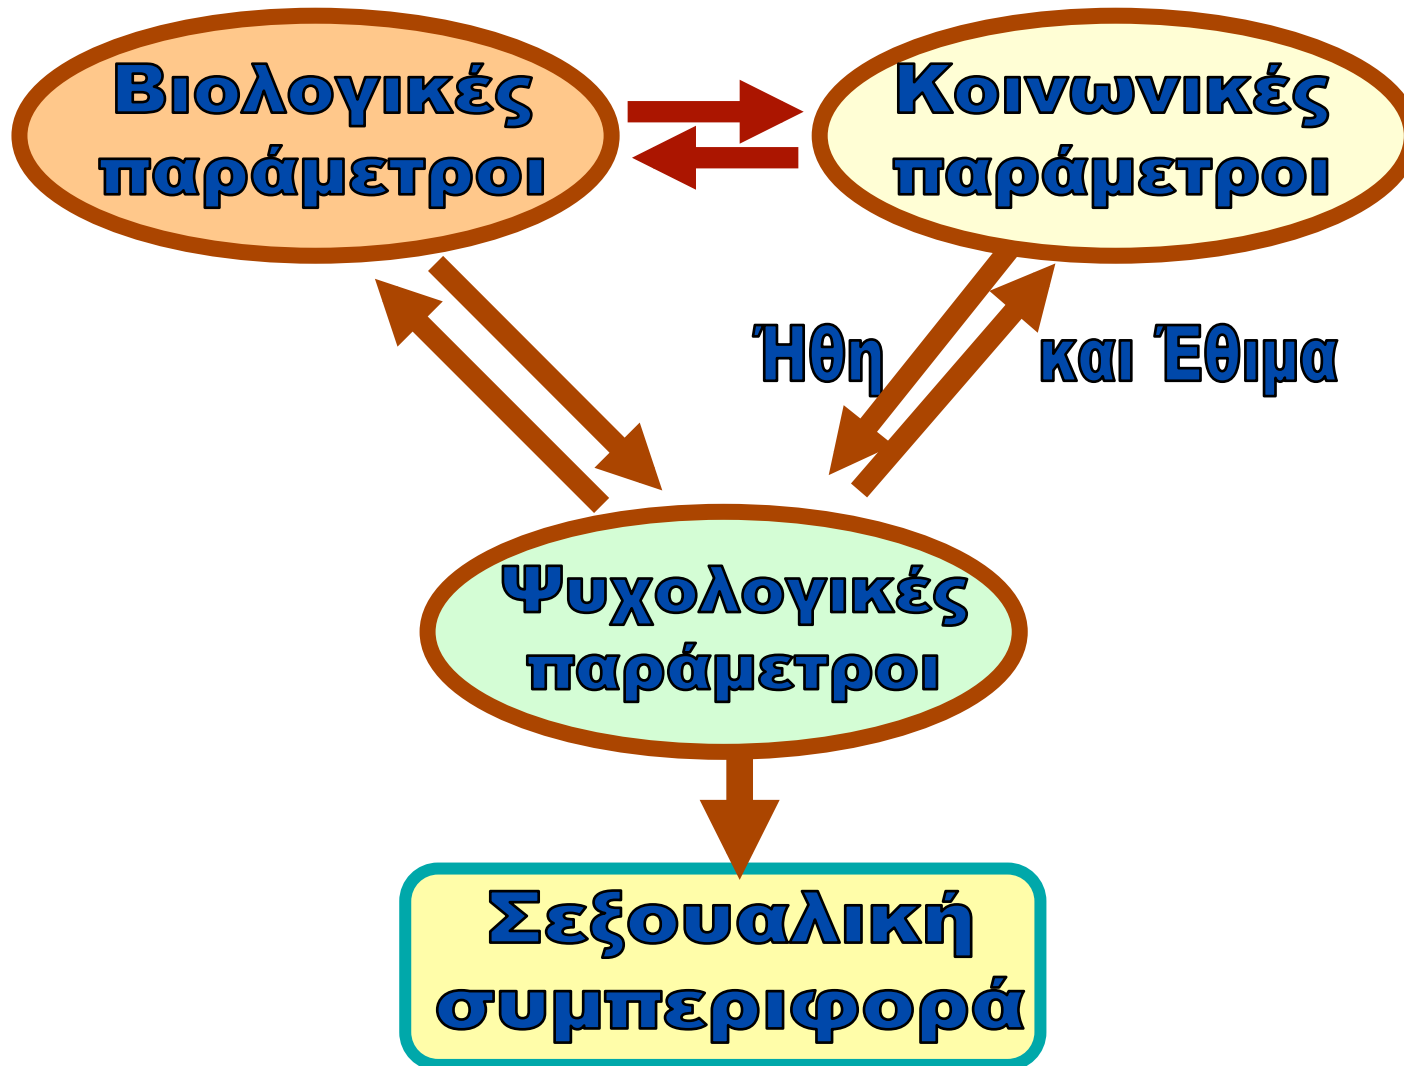 Βιολογικές
παράμετροι
Κοινωνικές
παράμετροι
Ήθη και Έθιμα
Ψυχολογικές
παράμετροι
Σεξουαλική
συμπεριφορά